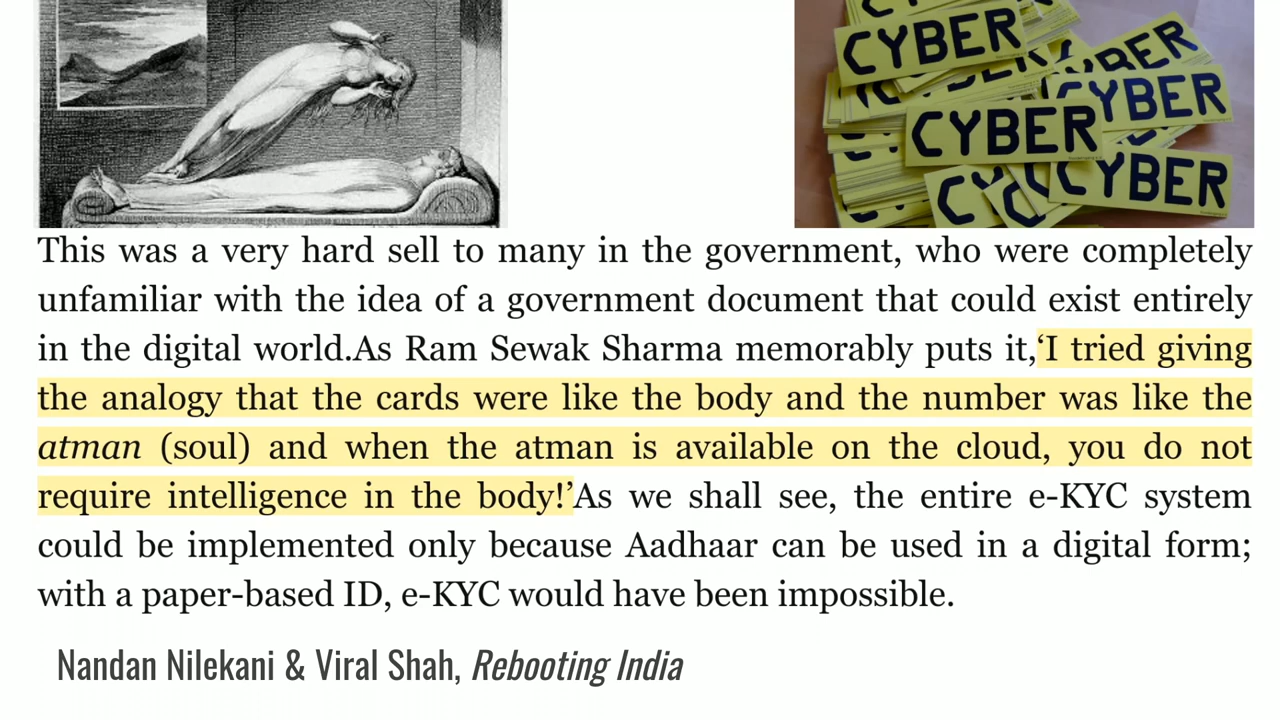 CYBER
CYBER
CYBER
CYBER
CYBER
This was a very hard sell to many in the government, who were completely
unfamiliar with the idea of a government document that could exist entirely
in the digital world.As Ram Sewak Sharma memorably puts it,‘I tried giving
the analogy that the cards were like the body and the number was like the
atman (soul) and when the atman is available on the cloud, you do not
require intelligence in the body!’As we shall see, the entire e-KYC system
could be implemented only because Aadhaar can be used in a digital form;
with a paper-based ID, e-KYC would have been impossible.
Nandan Nilekani & Viral Shah, Rebooting India